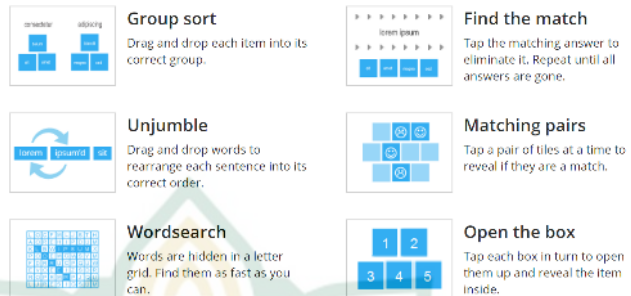 consectetur adipiscing
Group sort
Drag and drop each item into its
correct group.
lorem ipsum
Find the match
Tap the matching answer to
eliminate it. Repeat until all
answers are gone.
lorem ipsum'd sit
Unjumble
Drag and drop words to
rearrange each sentence into its
correct order.
Matching pairs
Tap a pair of tiles at a time to
reveal if they are a match.
Wordsearch
Words are hidden in a letter
grid. Find them as fast as you
can.
1 2
3 4 5
Open the box
Tap each box in turn to open
them up and reveal the item
inside.